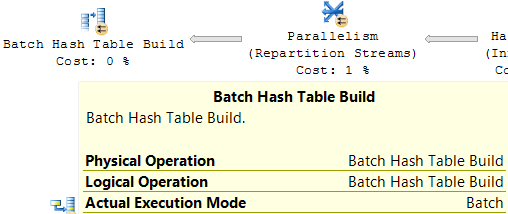 Batch Hash Table Build
Cost: 0 %
Parallelism
(Repartition Streams)
Cost: 1 %
Ha
(In
Co
Batch Hash Table Build
Batch Hash Table Build.
Physical Operation Batch Hash Table Build
Logical Operation Batch Hash Table Build
Actual Execution Mode Batch